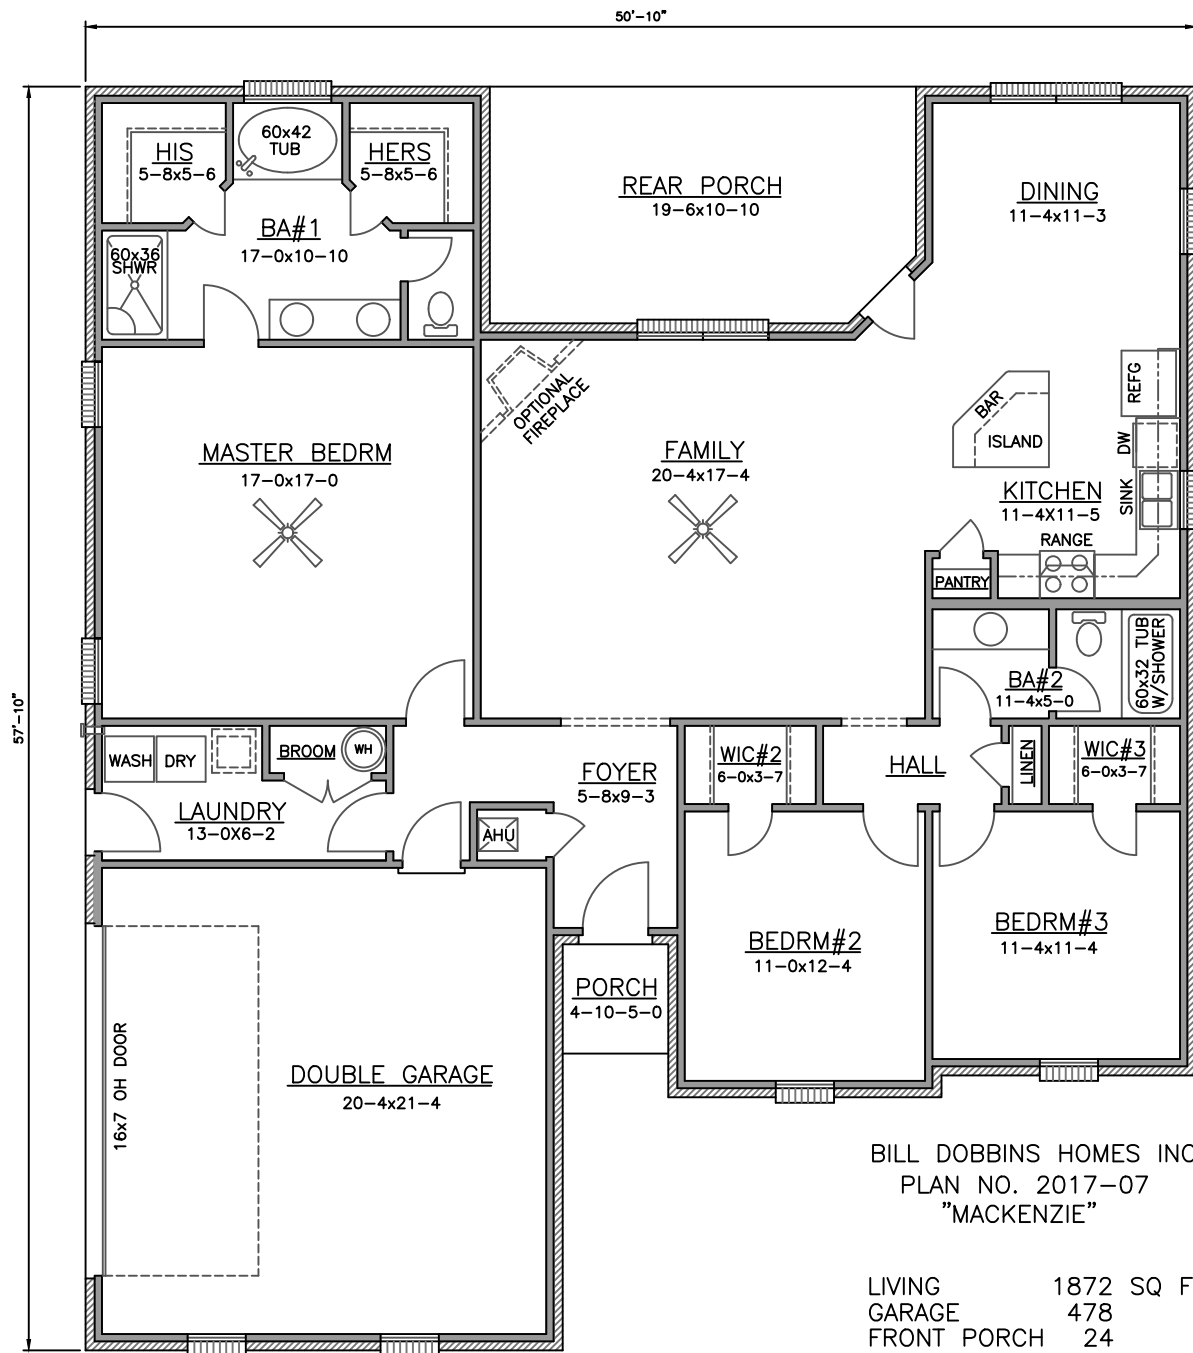 50'-10"
57'-10"
HIS
5-8x5-6
60x42
TUB
HERS
5-8x5-6
BA#1
17-0x10-10
60x36
SHWR
REAR PORCH
19-6x10-10
DINING
11-4x11-3
MASTER BEDRM
17-0x17-0
OPTIONAL
FIREPLACE
FAMILY
20-4x17-4
BAR
ISLAND
REFG
DW
SINK
KITCHEN
11-4X11-5
RANGE
PANTRY
BA#2
11-4x5-0
60x32 TUB
W/SHOWER
WASH
DRY
BROOM
WH
LAUNDRY
13-0X6-2
FOYER
5-8x9-3
AHU
WIC#2
6-0x3-7
HALL
LINEN
WIC#3
6-0x3-7
BEDRM#2
11-0x12-4
BEDRM#3
11-4x11-4
PORCH
4-10-5-0
16x7 OH DOOR
DOUBLE GARAGE
20-4x21-4
BILL DOBBINS HOMES INC
PLAN NO. 2017-07
"MACKENZIE"
LIVING 1872 SQ F
GARAGE 478
FRONT PORCH 24